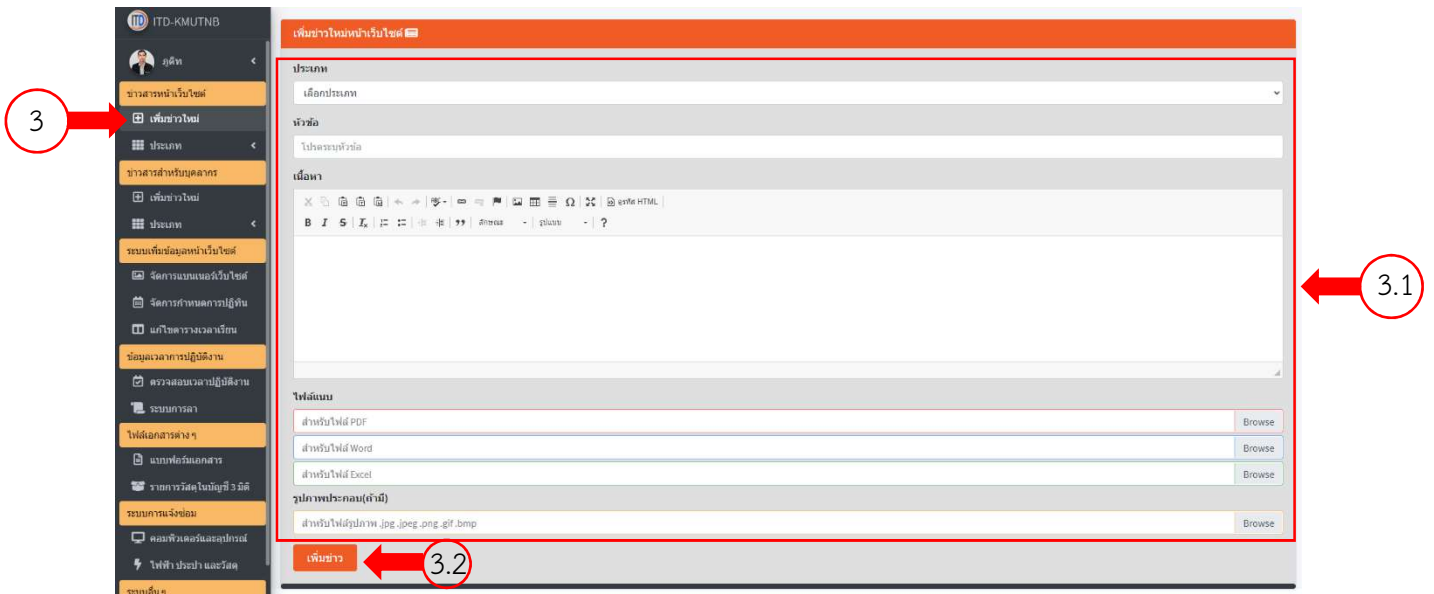 ITD-KMUTNB
ภูดิท
ข่าวสารหน้าเว็บไซต์
เพิ่มข่าวใหม่
ประเภท
ข่าวสารสำหรับบุคลากร
เพิ่มข่าวใหม่
ประเภท
ระบบเพิ่มข้อมูลหน้าเว็บไซต์
จัดการแบนเนอร์เว็บไซต์
จัดการกำหนดการปฏิทิน
แก้ไขตารางเวลาเรียน
ข้อมูลเวลาการปฏิบัติงาน
ตรวจสอบเวลาปฏิบัติงาน
ระบบการลา
ไฟล์เอกสารต่าง ๆ
แบบฟอร์มเอกสาร
รายการวัสดุในบัญชี 3 มิติ
ระบบการแจ้งซ่อม
คอมพิวเตอร์และอุปกรณ์
ไฟฟ้า ประปา และวัสดุ
ระบบอื่น ๆ
3
เพิ่มข่าวใหม่หน้าเว็บไซต์
ประเภท
เลือกประเภท
หัวข้อ
โปรดระบุหัวข้อ
เนื้อหา
ดูรหัส HTML
B I S Ix ลักษณะ รูปแบบ ?
ไฟล์แนบ
สำหรับไฟล์ PDF Browse
สำหรับไฟล์ Word Browse
สำหรับไฟล์ Excel Browse
รูปภาพประกอบ(ถ้ามี)
สำหรับไฟล์รูปภาพ .jpg .jpeg .png .gif .bmp Browse
เพิ่มข่าว
3.1
3.2